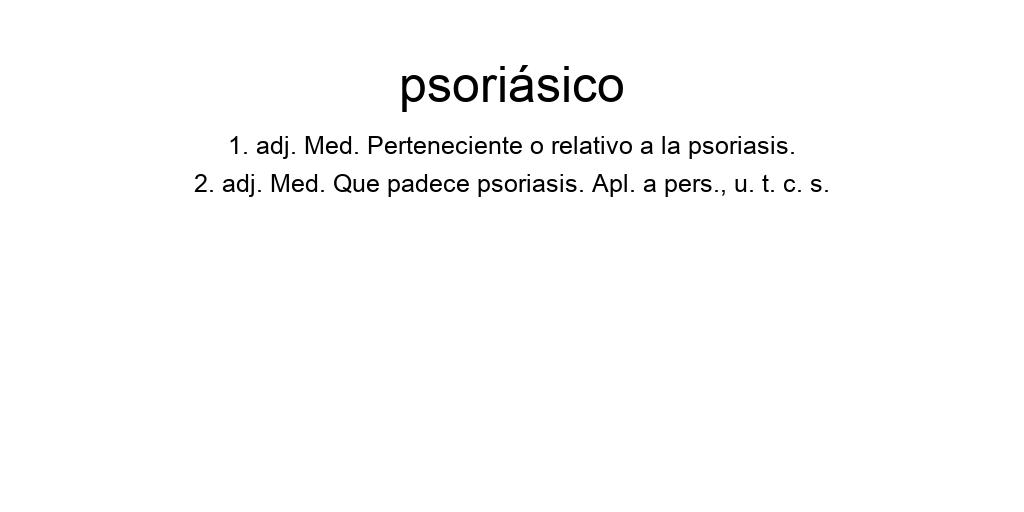 psoriásico
1. adj. Med. Perteneciente o relativo a la psoriasis.
2. adj. Med. Que padece psoriasis. Apl. a pers., u. t. c. s.